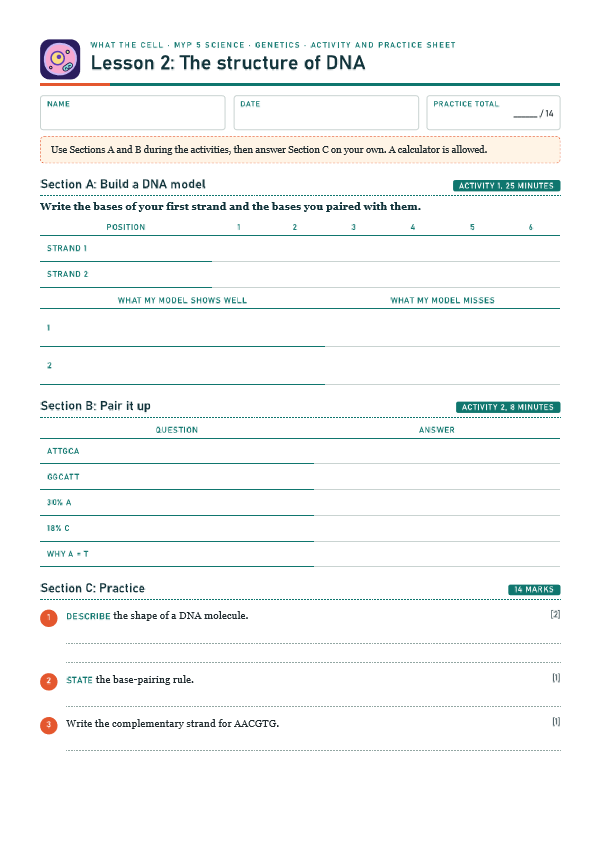 WHAT THE CELL · MYP 5 SCIENCE · GENETICS · ACTIVITY AND PRACTICE SHEET
Lesson 2: The structure of DNA
NAME
DATE
PRACTICE TOTAL
_____ / 14
Use Sections A and B during the activities, then answer Section C on your own. A calculator is allowed.
Section A: Build a DNA model
ACTIVITY 1, 25 MINUTES
Write the bases of your first strand and the bases you paired with them.
POSITION 1 2 3 4 5 6
STRAND 1
STRAND 2
WHAT MY MODEL SHOWS WELL WHAT MY MODEL MISSES
1
2
Section B: Pair it up
ACTIVITY 2, 8 MINUTES
QUESTION ANSWER
ATTGCA
GGCATT
30% A
18% C
WHY A = T
Section C: Practice
14 MARKS
1 DESCRIBE the shape of a DNA molecule. [2]
2 STATE the base-pairing rule. [1]
3 Write the complementary strand for AACGTG. [1]